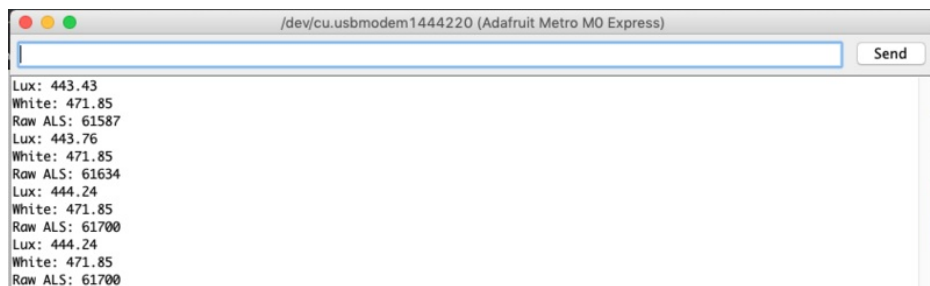 /dev/cu.usbmodem1444220 (Adafruit Metro M0 Express)
Send
Lux: 443.43
White: 471.85
Raw ALS: 61587
Lux: 443.76
White: 471.85
Raw ALS: 61634
Lux: 444.24
White: 471.85
Raw ALS: 61700
Lux: 444.24
White: 471.85
Raw ALS: 61700